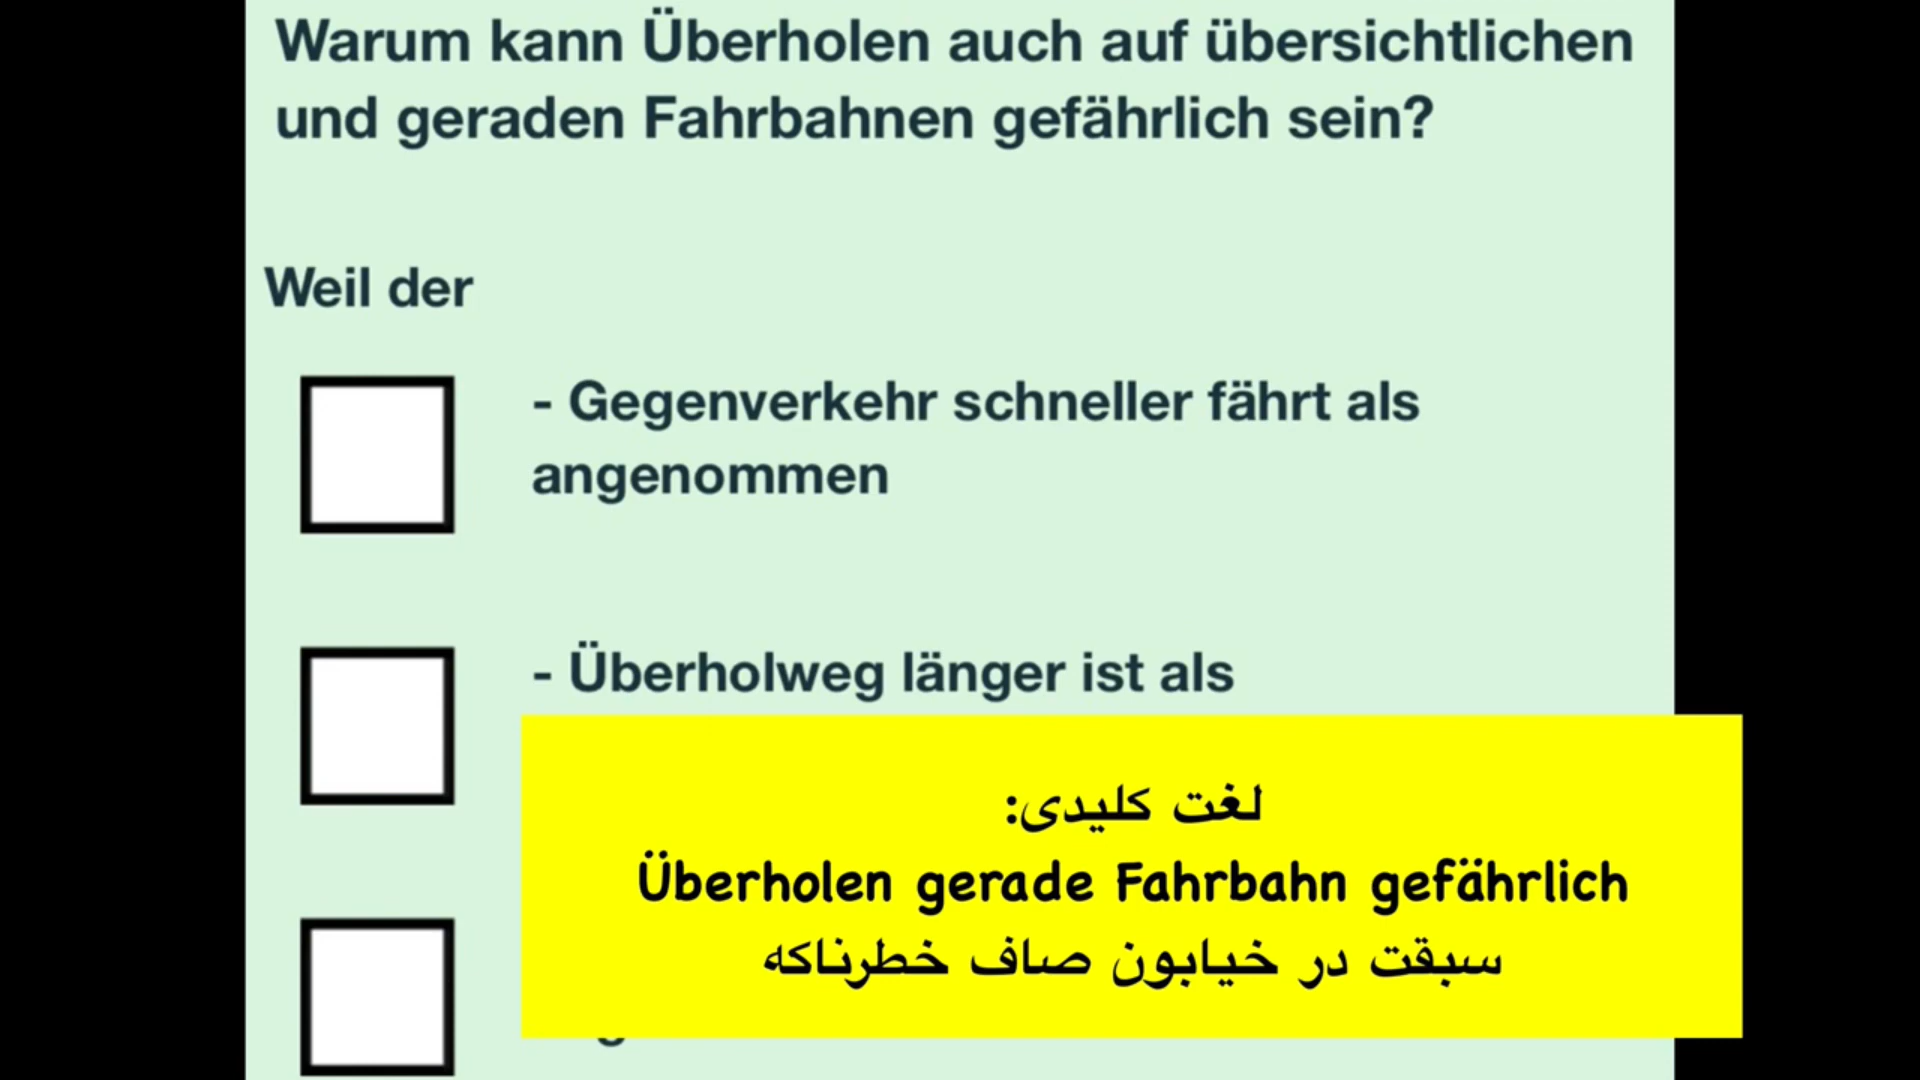 Warum kann Überholen auch auf übersichtlichen
und geraden Fahrbahnen gefährlich sein?
Weil der
- Gegenverkehr schneller fährt als
angenommen
- Überholweg länger ist als
لغت کلیدی:
Überholen gerade Fahrbahn gefährlich
سبقت در خیابون صاف خطرناکه